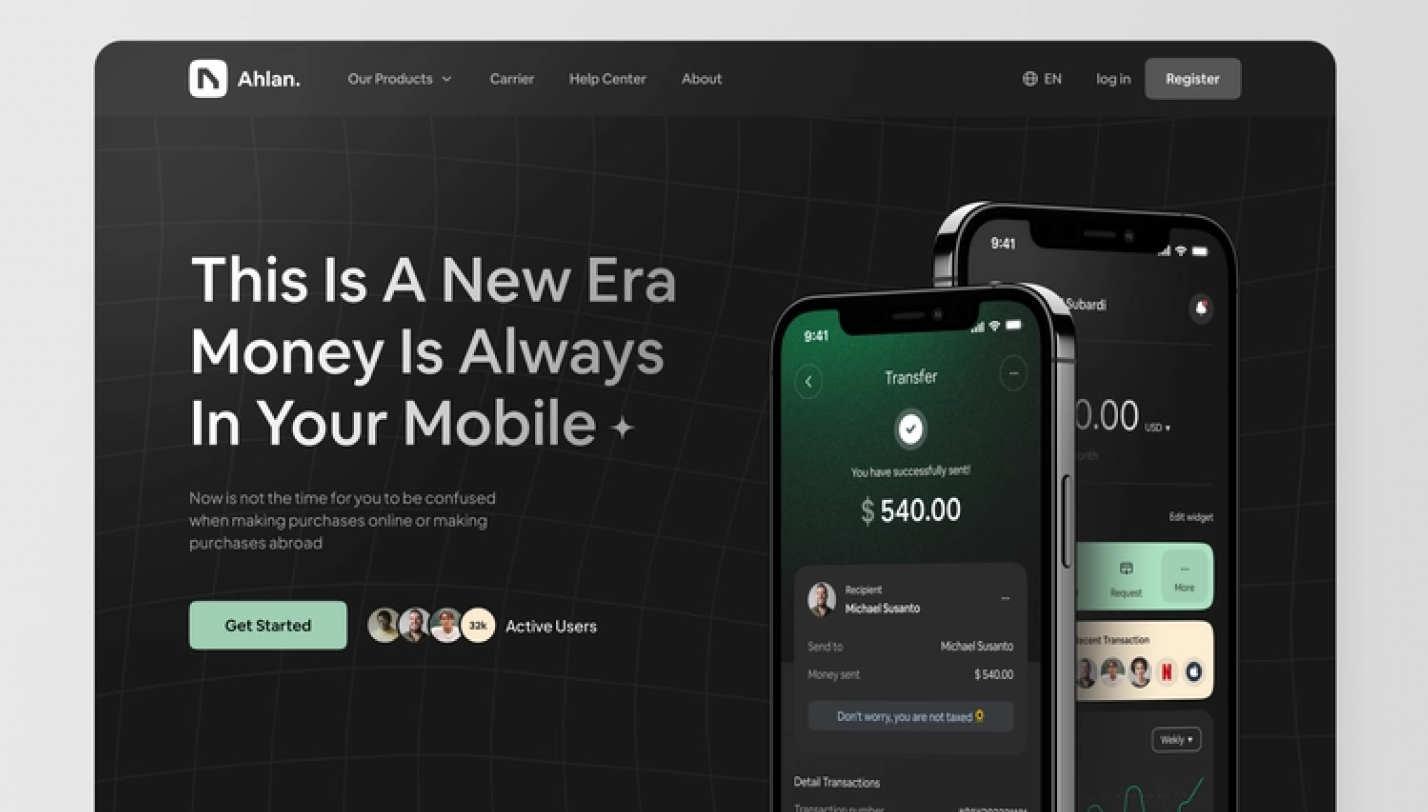 Ahlan.
Our Products
Carrier
Help Center
About
EN
log in
Register
This Is A New Era
Money Is Always
In Your Mobile
Now is not the time for you to be confused
when making purchases online or making
purchases abroad
Get Started
32k
Active Users
9:41
Transfer
You have successfully sent!
$ 540.00
Recipient
Michael Susanto
Send to
Michael Susanto
Money sent
$ 540.00
Don't worry, you are not taxed
Detail Transactions
Transaction number
9:41
Subardi
0.00
USD
Edit widget
Request
More
Recent Transaction
N
Wekly